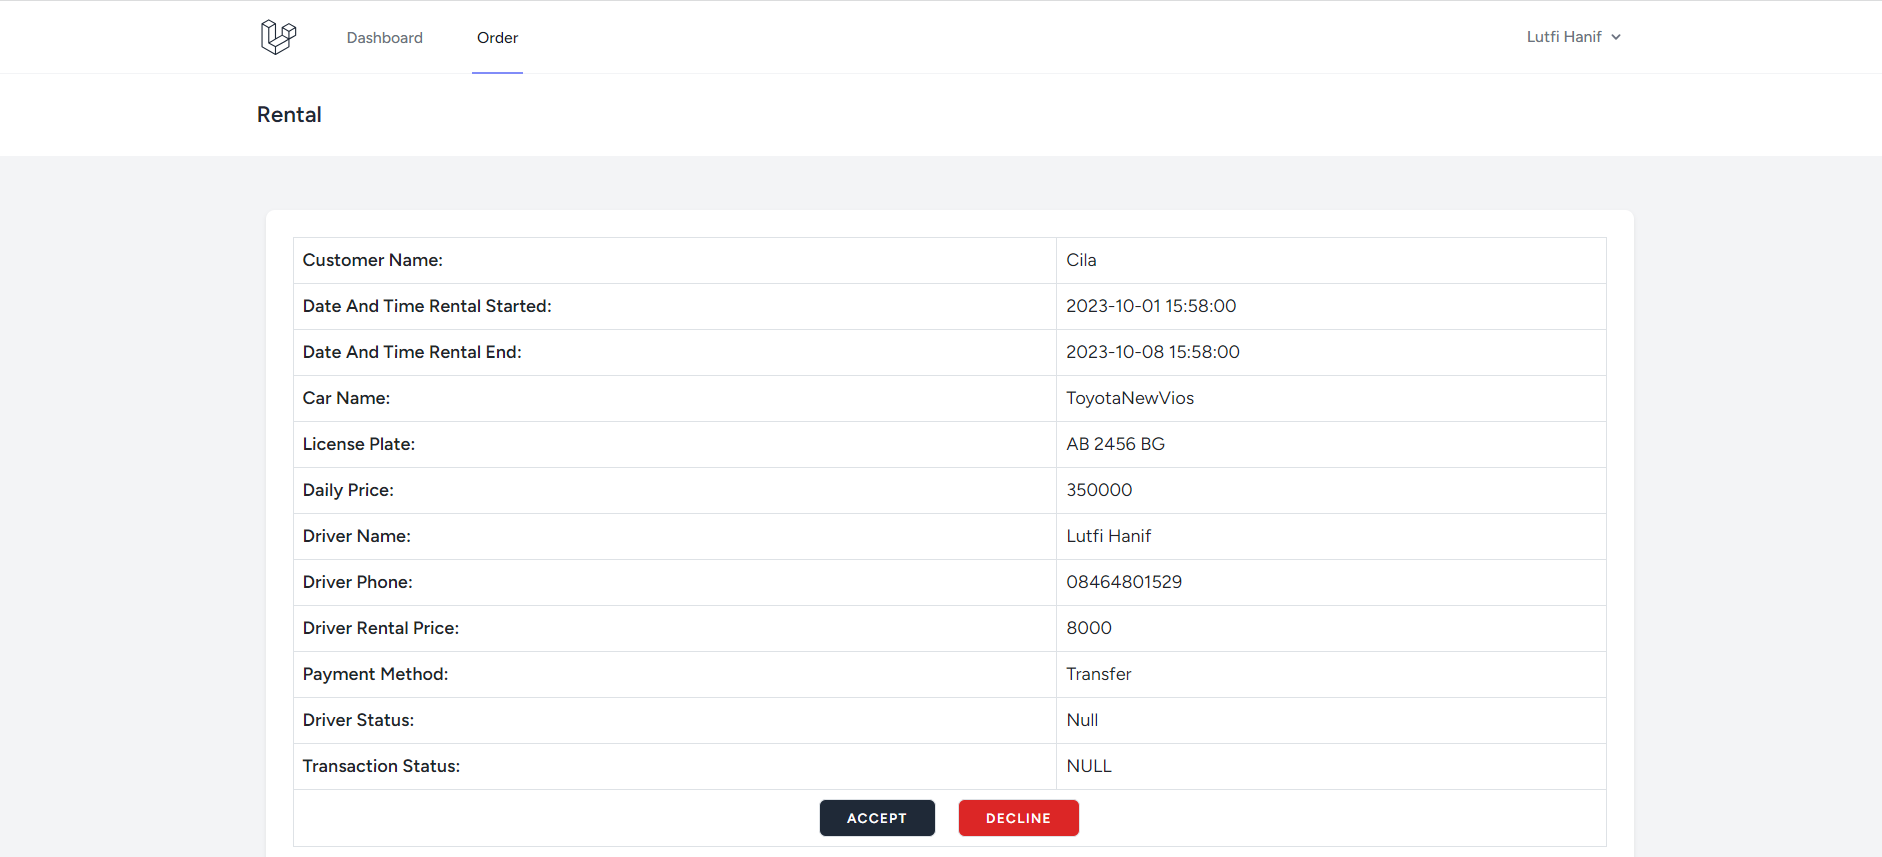 Dashboard Order Lutfi Hanif
Rental
Customer Name: Cila
Date And Time Rental Started: 2023-10-01 15:58:00
Date And Time Rental End: 2023-10-08 15:58:00
Car Name: ToyotaNewVios
License Plate: AB 2456 BG
Daily Price: 350000
Driver Name: Lutfi Hanif
Driver Phone: 08464801529
Driver Rental Price: 8000
Payment Method: Transfer
Driver Status: Null
Transaction Status: NULL
ACCEPT DECLINE